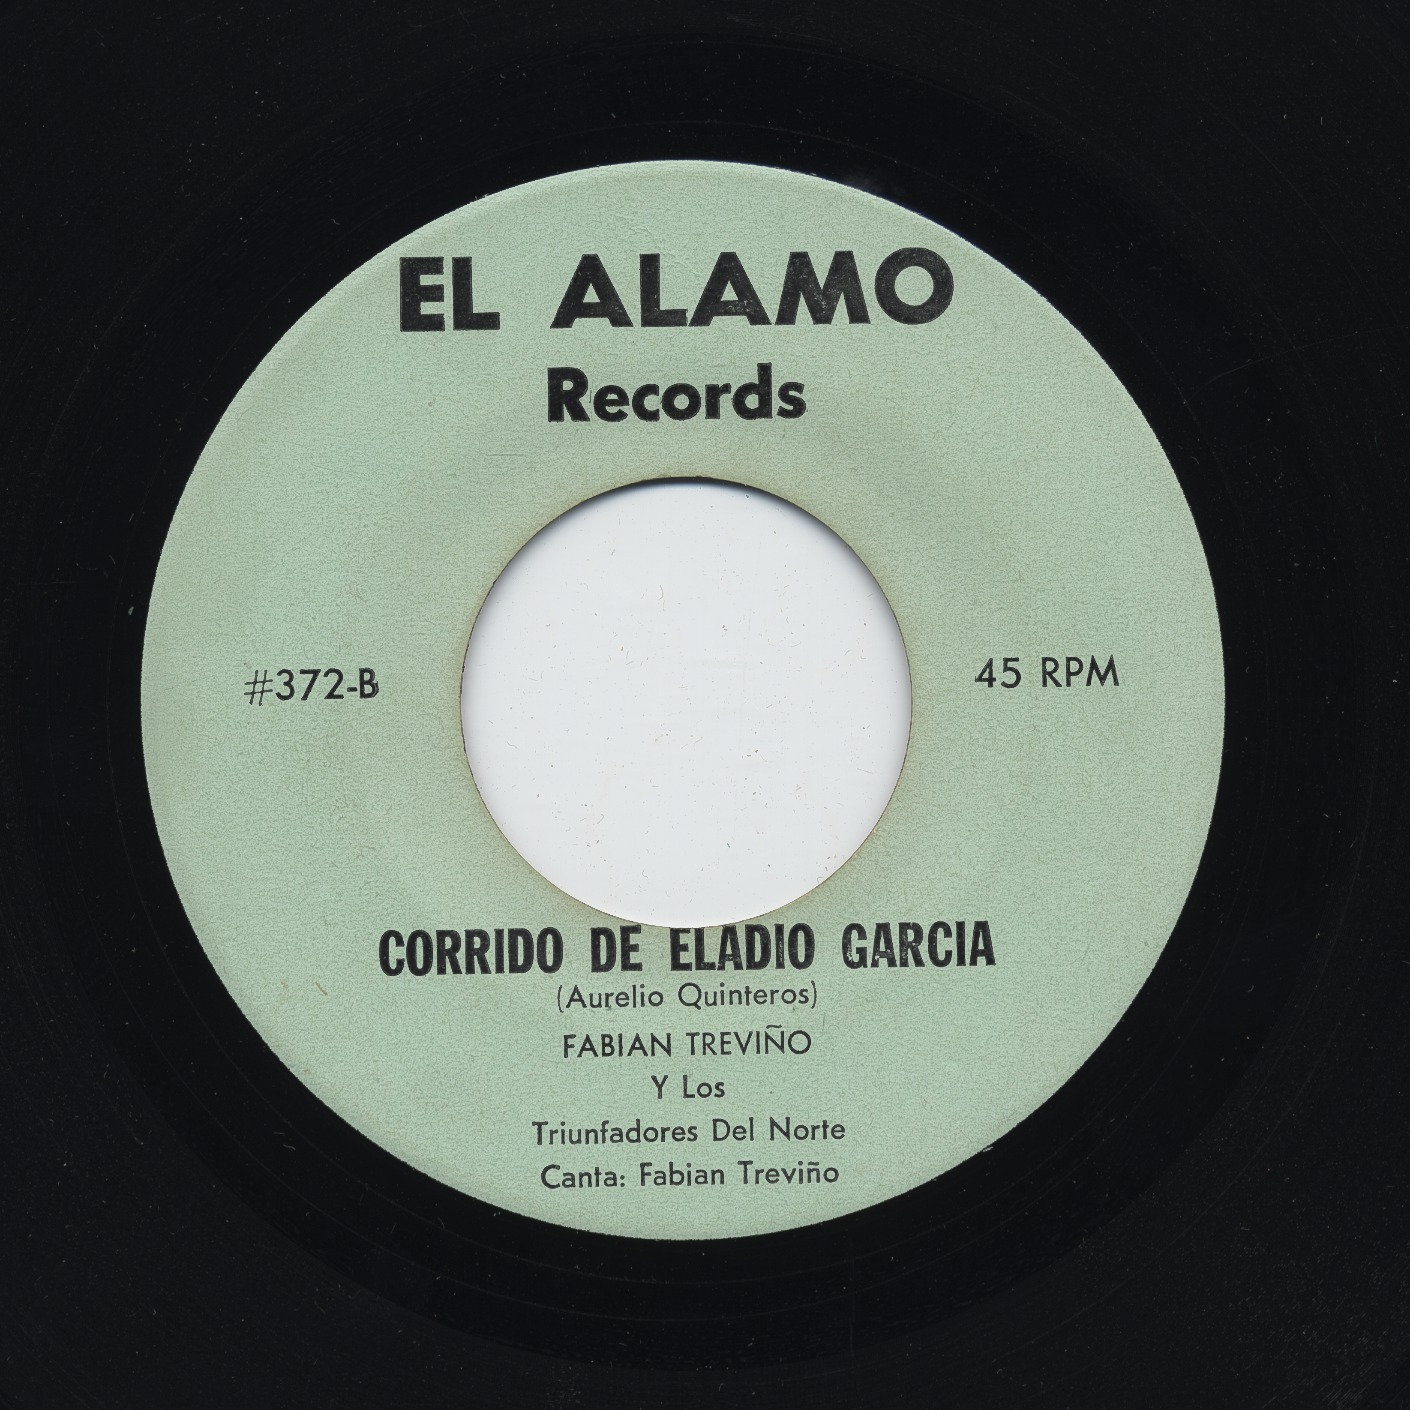 EL ALAMO
Records
#372-B
45 RPM
CORRIDO DE ELADIO GARCIA
(Aurelio Quinteros)
FABIAN TREVIÑO
Y Los
Triunfadores Del Norte
Canta: Fabian Treviño